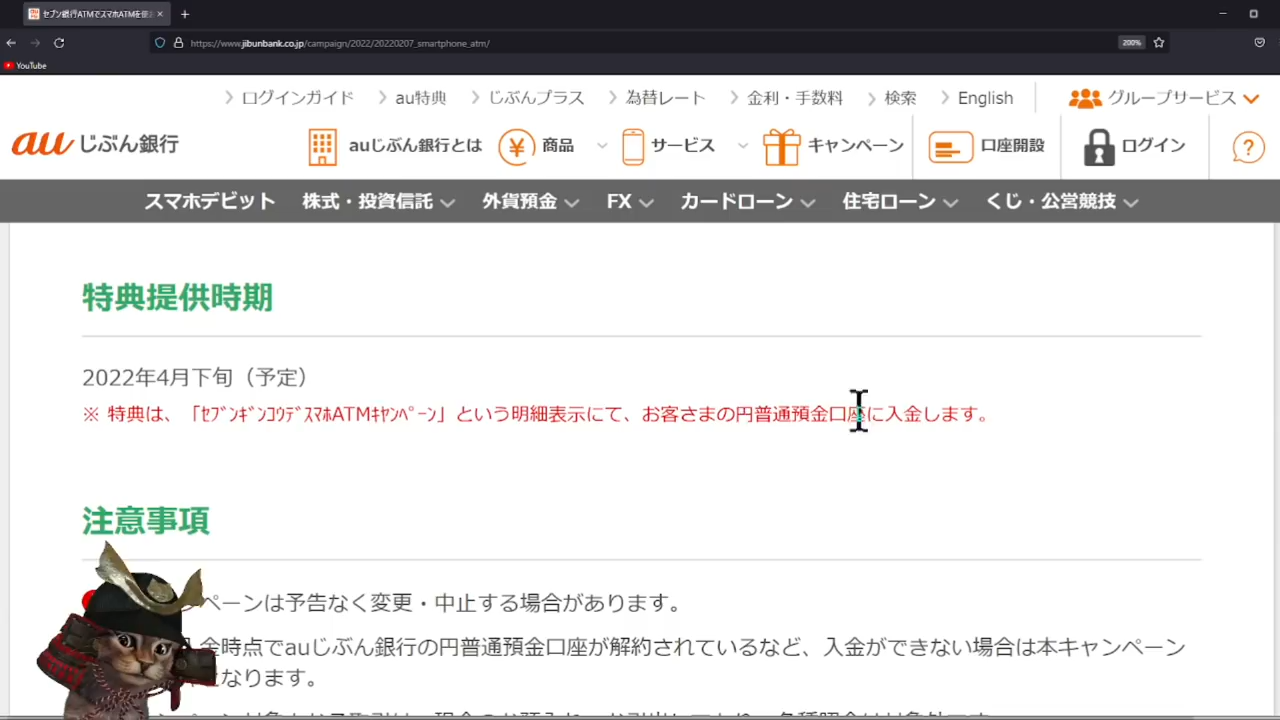 セブン銀行ATMでスマホATMを使
YouTube
https://www.jibunbank.co.jp/campaign/2022/20220207_smartphone_atm/
200%
ログインガイド au特典 じぶんプラス 為替レート 金利・手数料 検索 English グループサービス
au じぶん銀行 auじぶん銀行とは 商品 サービス キャンペーン 口座開設 ログイン
スマホデビット 株式・投資信託 外貨預金 FX カードローン 住宅ローン くじ・公営競技
特典提供時期
2022年4月下旬（予定）
※ 特典は、「ｾﾌﾞﾝｷﾞﾝｺｳﾃﾞｽﾏﾎATMｷﾔﾝﾍﾟｰﾝ」という明細表示にて、お客さまの円普通預金口座に入金します。
注意事項
ペーンは予告なく変更・中止する場合があります。
金時点でauじぶん銀行の円普通預金口座が解約されているなど、入金ができない場合は本キャンペーン
となります。